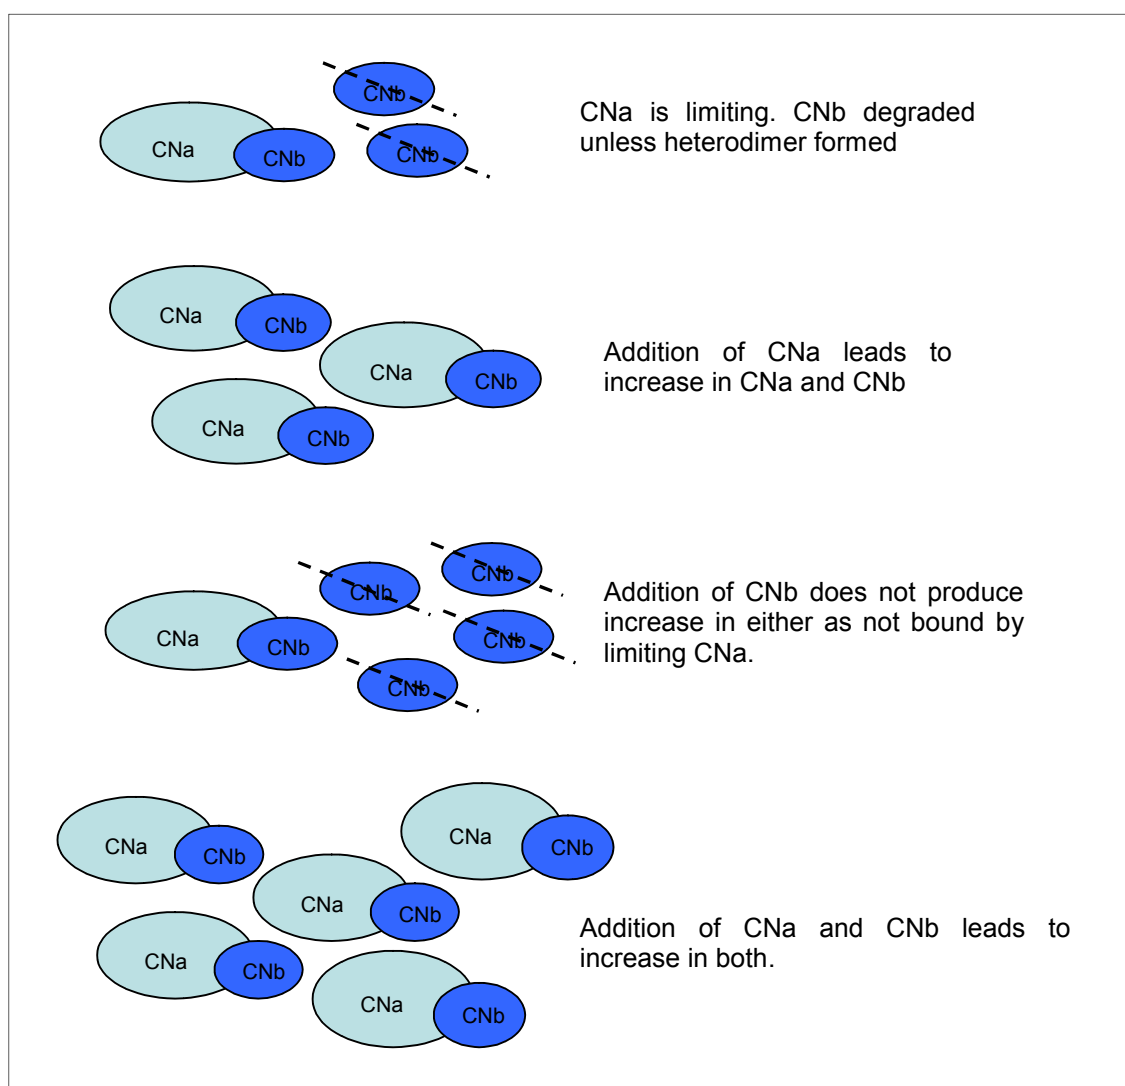 CNb
CNa CNb CNb
CNa is limiting. CNb degraded
unless heterodimer formed
CNa CNb
CNa CNb
CNa CNb
Addition of CNa leads to
increase in CNa and CNb
CNb
CNb
CNa CNb CNb
CNb
Addition of CNb does not produce
increase in either as not bound by
limiting CNa.
CNa CNb
CNa CNb
CNa CNb
CNa CNb
CNa CNb
Addition of CNa and CNb leads to
increase in both.